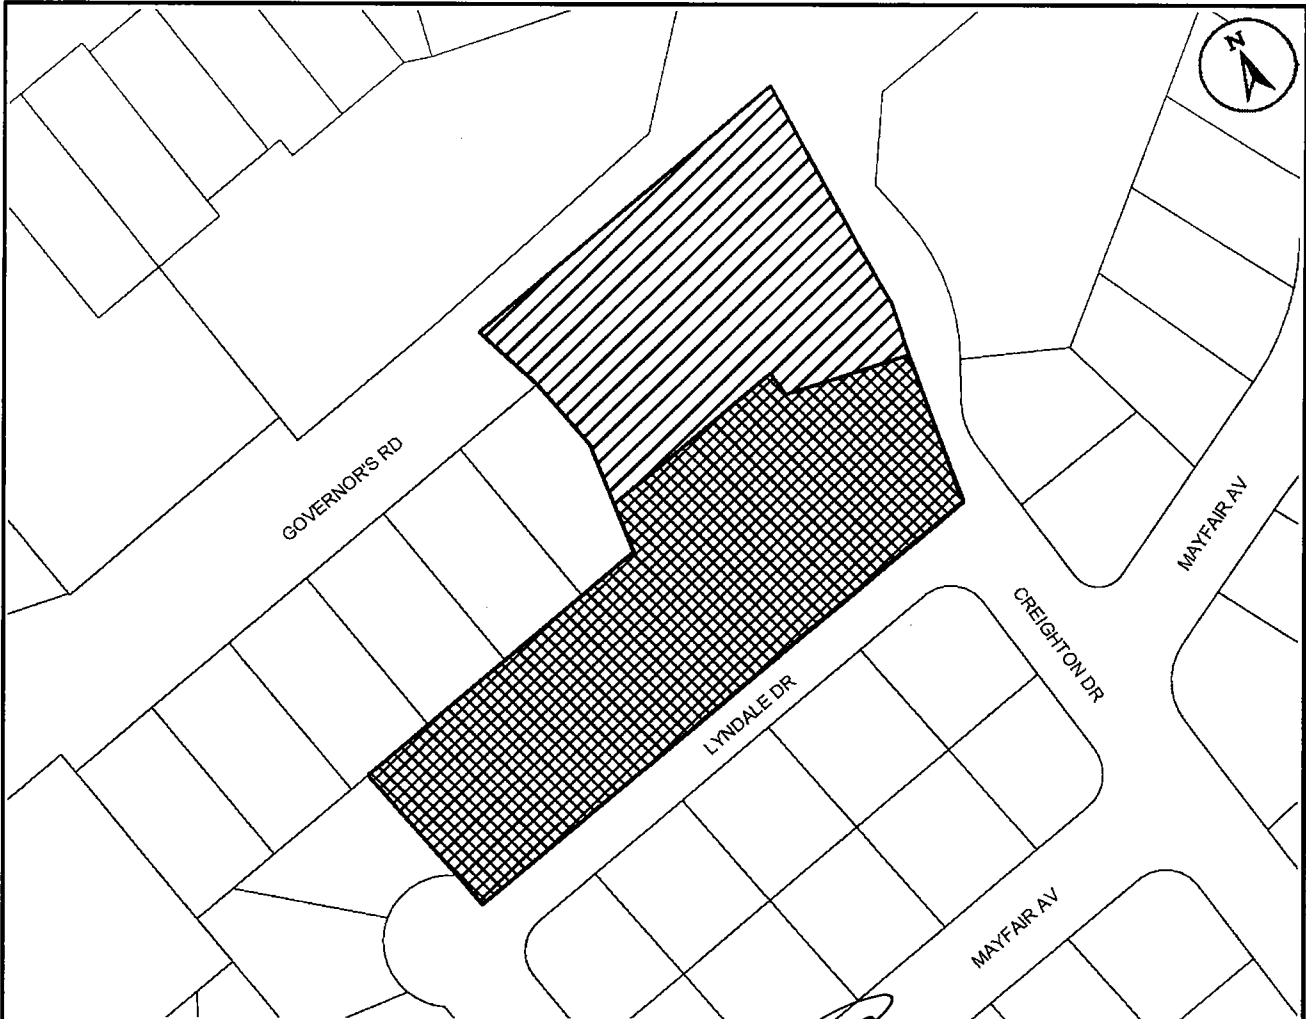 N
GOVERNOR'S RD
MAYFAIR AV
CREIGHTON DR
LYNDALE DR
MAYFAIR AV